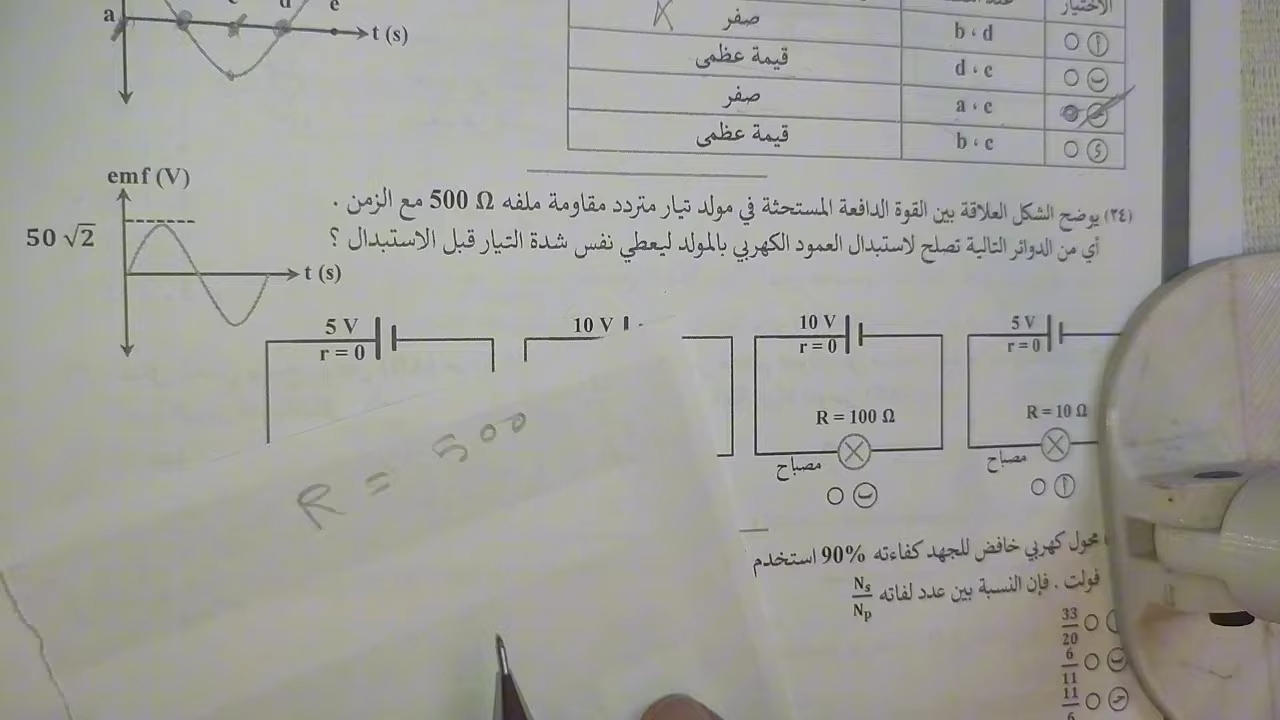 a
d
e
t (s)
الاختيار
أ
b ، d
صفر
ب
d ، c
قيمة عظمى
جـ
a ، c
صفر
د
b ، c
قيمة عظمى
(٣٤) يوضح الشكل العلاقة بين القوة الدافعة المستحثة في مولد تيار متردد مقاومة ملفه 500 Ω مع الزمن .
أي من الدوائر التالية تصلح لاستبدال العمود الكهربي بالمولد ليعطي نفس شدة التيار قبل الاستبدال ؟
emf (V)
50 √2
t (s)
5 V
r = 0
R = 10 Ω
مصباح
أ
10 V
r = 0
R = 100 Ω
مصباح
ب
10 V
5 V
r = 0
R = 500
محول كهربي خافض للجهد كفاءته 90% استخدم
فولت . فإن النسبة بين عدد لفاته Ns/Np
33/20
ب 6/11
جـ 11/6